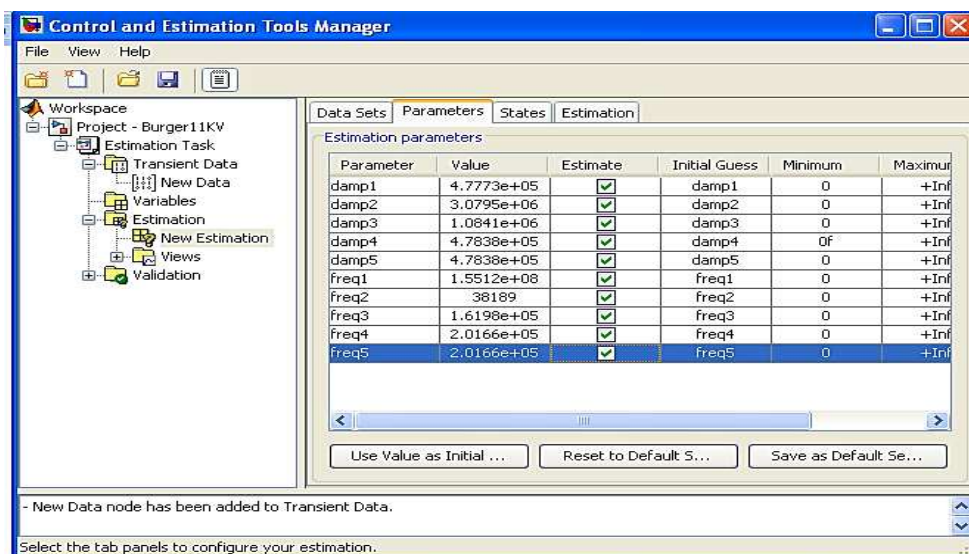 Control and Estimation Tools Manager
File View Help
Workspace
Project - Burger11KV
Estimation Task
Transient Data
New Data
Variables
Estimation
New Estimation
Views
Validation
Data Sets Parameters States Estimation
Estimation parameters
Parameter Value Estimate Initial Guess Minimum Maximur
damp1 4.7773e+05 damp1 0 +Inf
damp2 3.0795e+06 damp2 0 +Inf
damp3 1.0841e+06 damp3 0 +Inf
damp4 4.7838e+05 damp4 0f +Inf
damp5 4.7838e+05 damp5 0 +Inf
freq1 1.5512e+08 freq1 0 +Inf
freq2 38189 freq2 0 +Inf
freq3 1.6198e+05 freq3 0 +Inf
freq4 2.0166e+05 freq4 0 +Inf
freq5 2.0166e+05 freq5 0 +Inf
Use Value as Initial ... Reset to Default S... Save as Default Se...
- New Data node has been added to Transient Data.
Select the tab panels to configure your estimation.